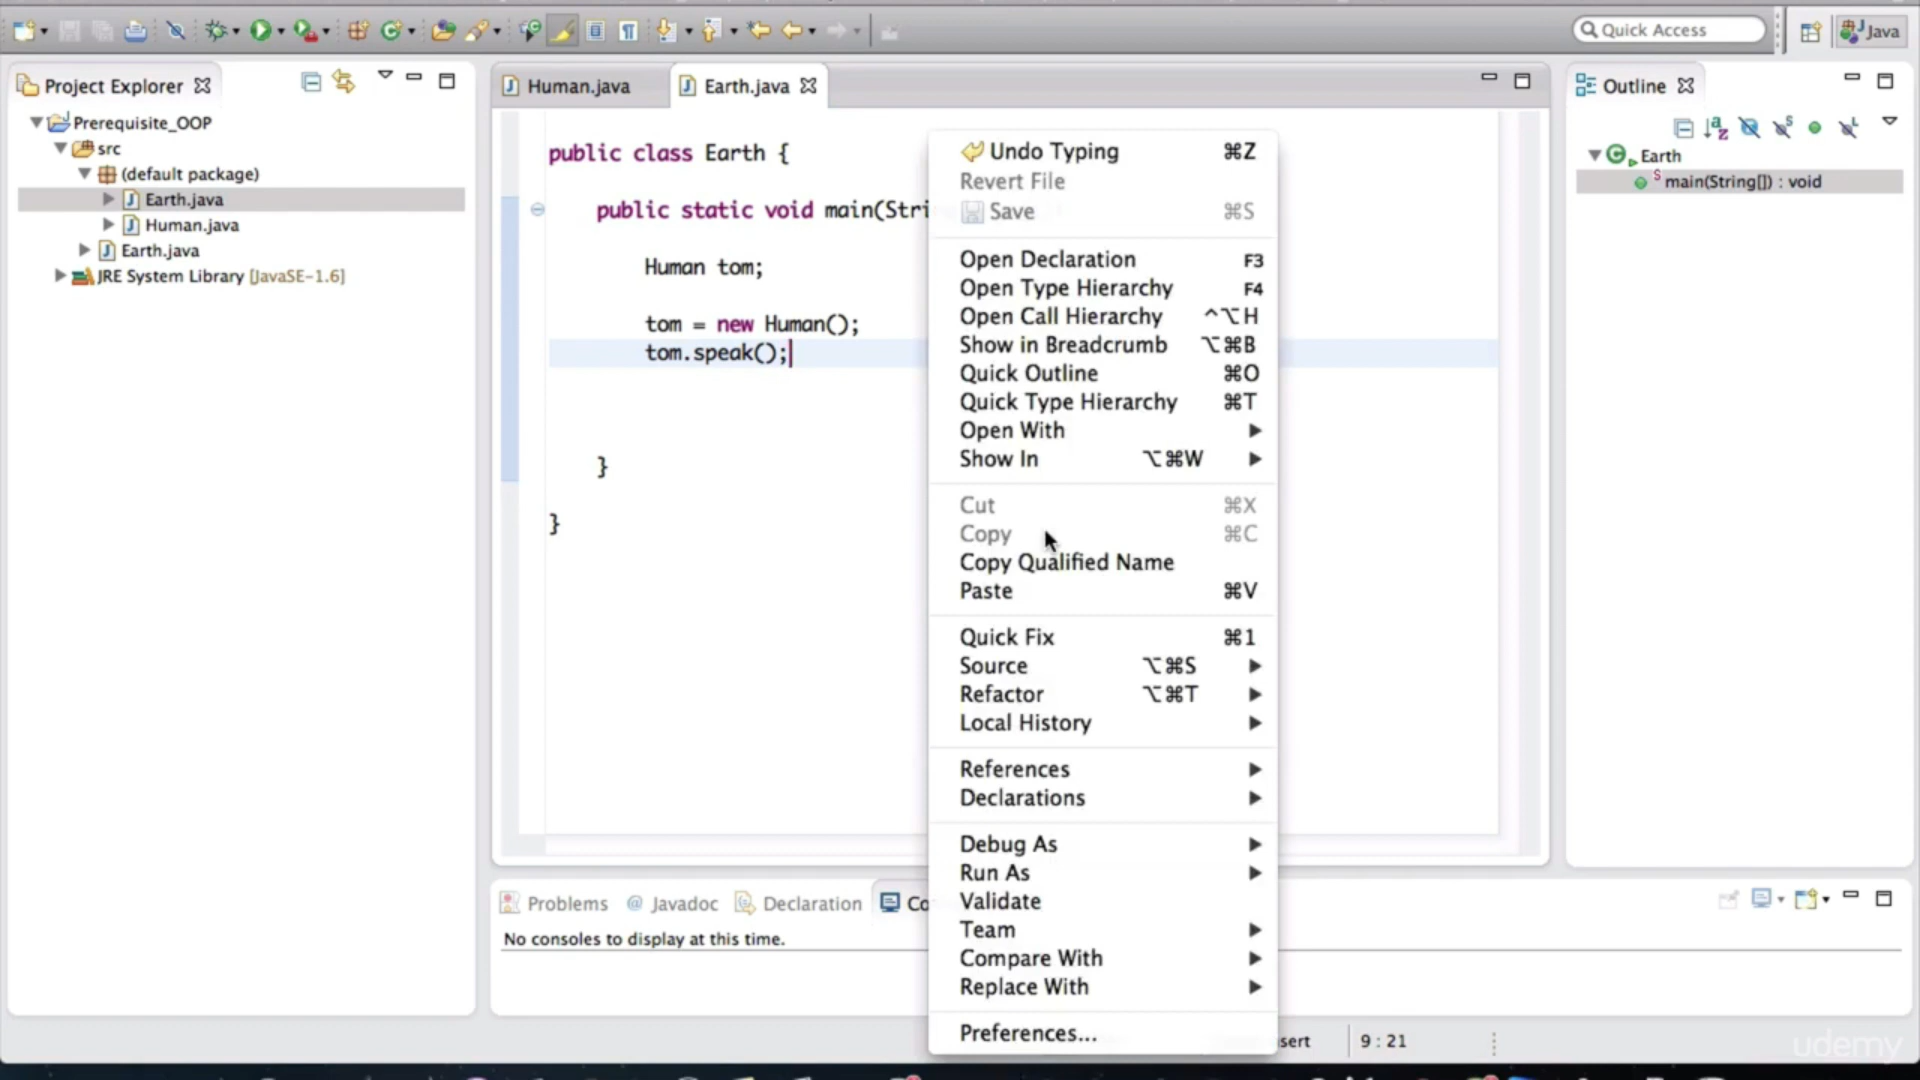 Quick Access
Java
Project Explorer
Prerequisite_OOP
src
(default package)
Earth.java
Human.java
Earth.java
JRE System Library [JavaSE-1.6]
Human.java
Earth.java
public class Earth {
public static void main(Stri
Human tom;
tom = new Human();
tom.speak();
}
}
Undo Typing ⌘Z
Revert File
Save ⌘S
Open Declaration F3
Open Type Hierarchy F4
Open Call Hierarchy ^⌥H
Show in Breadcrumb ⌥⌘B
Quick Outline ⌘O
Quick Type Hierarchy ⌘T
Open With
Show In ⌥⌘W
Cut ⌘X
Copy ⌘C
Copy Qualified Name
Paste ⌘V
Quick Fix ⌘1
Source ⌥⌘S
Refactor ⌥⌘T
Local History
References
Declarations
Debug As
Run As
Validate
Team
Compare With
Replace With
Preferences...
Outline
Earth
main(String[]) : void
Problems @ Javadoc Declaration Co
No consoles to display at this time.
sert 9 : 21
udemy